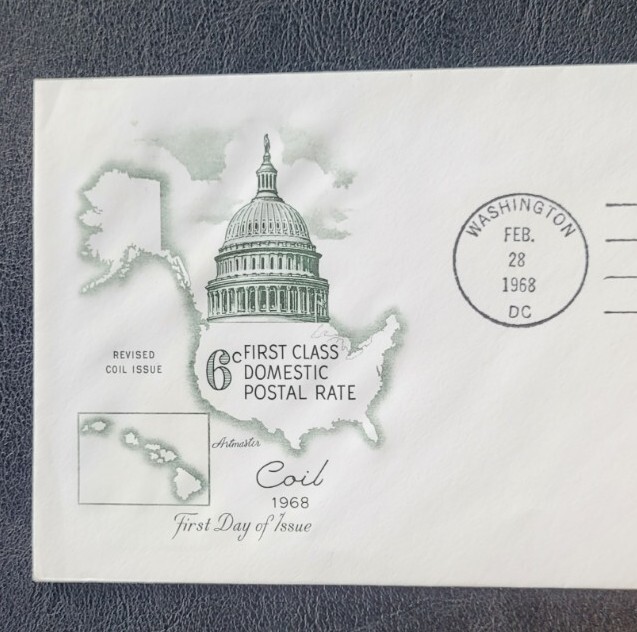 WASHINGTON
FEB.
28
1968
DC
6c FIRST CLASS
DOMESTIC
POSTAL RATE
REVISED
COIL ISSUE
Artmaster
Coil
1968
First Day of Issue